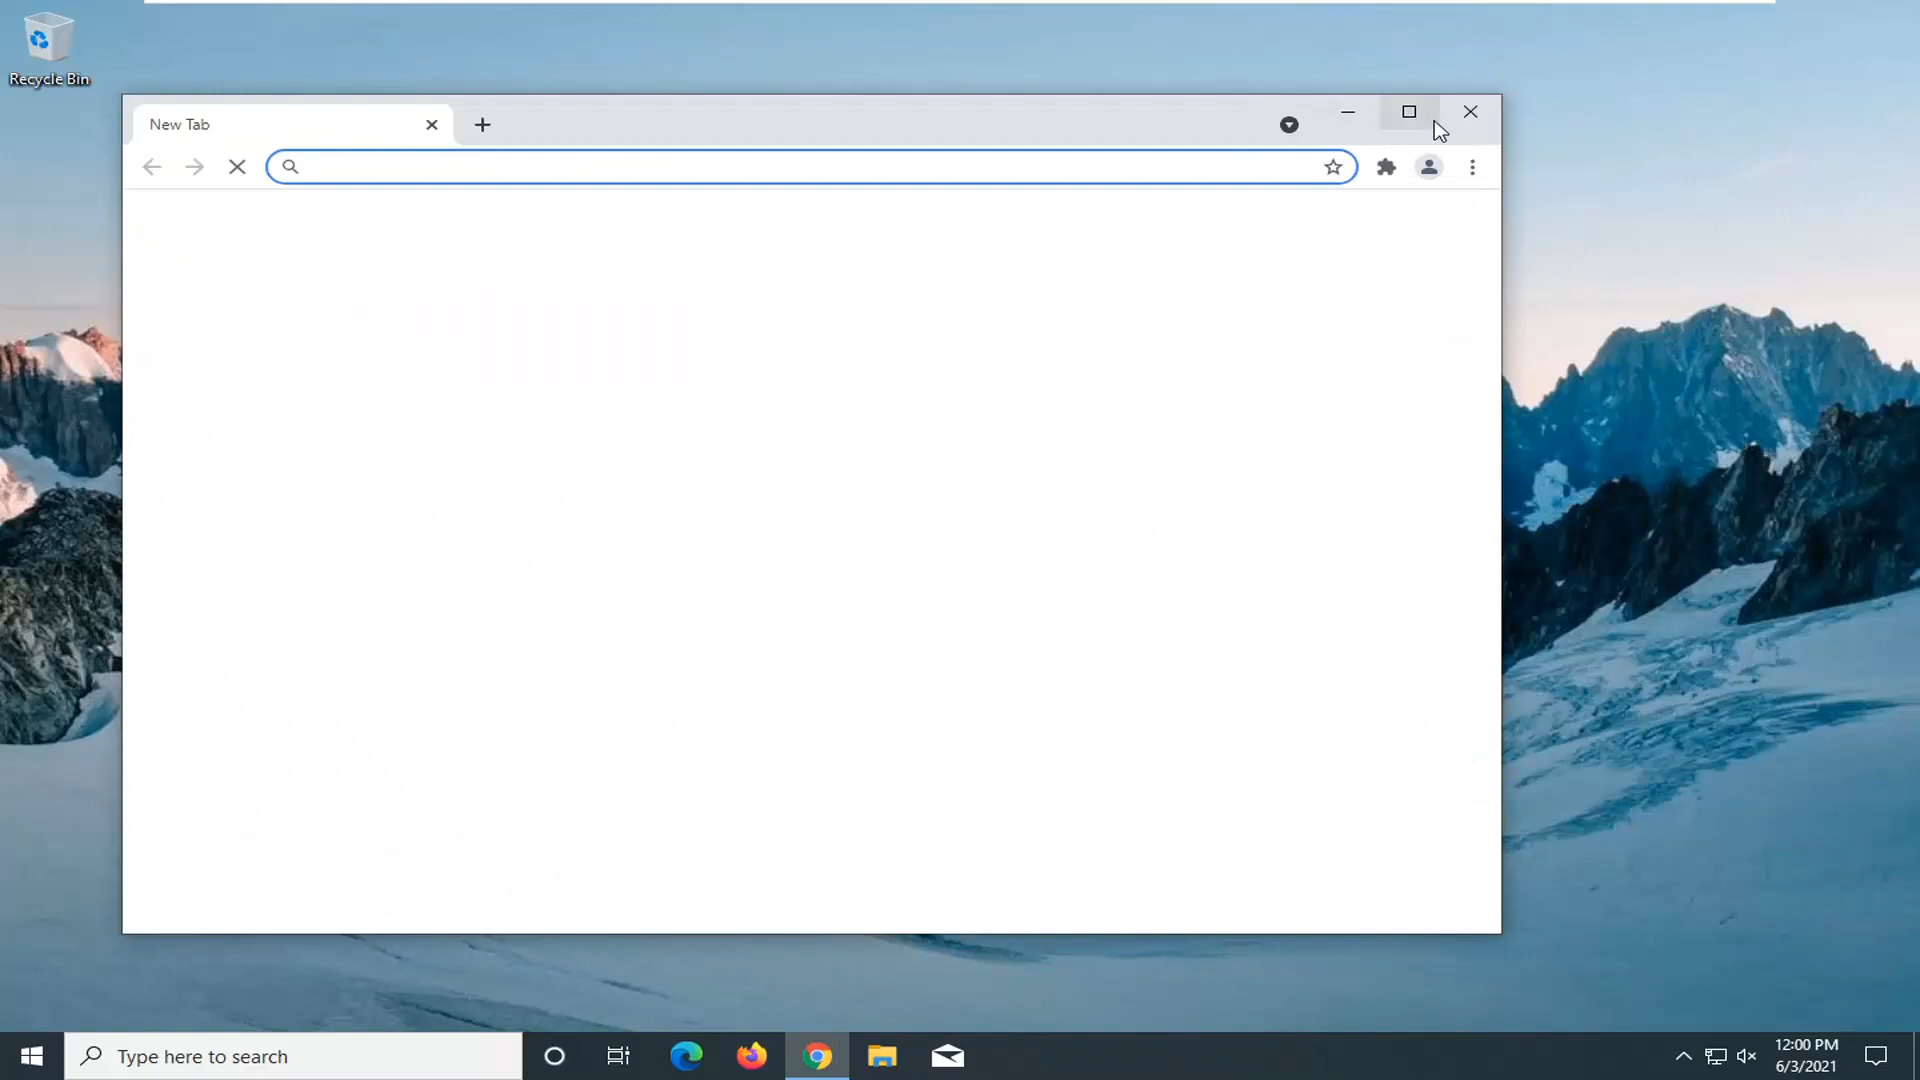 Recycle Bin
New Tab
Type here to search
12:00 PM
6/3/2021